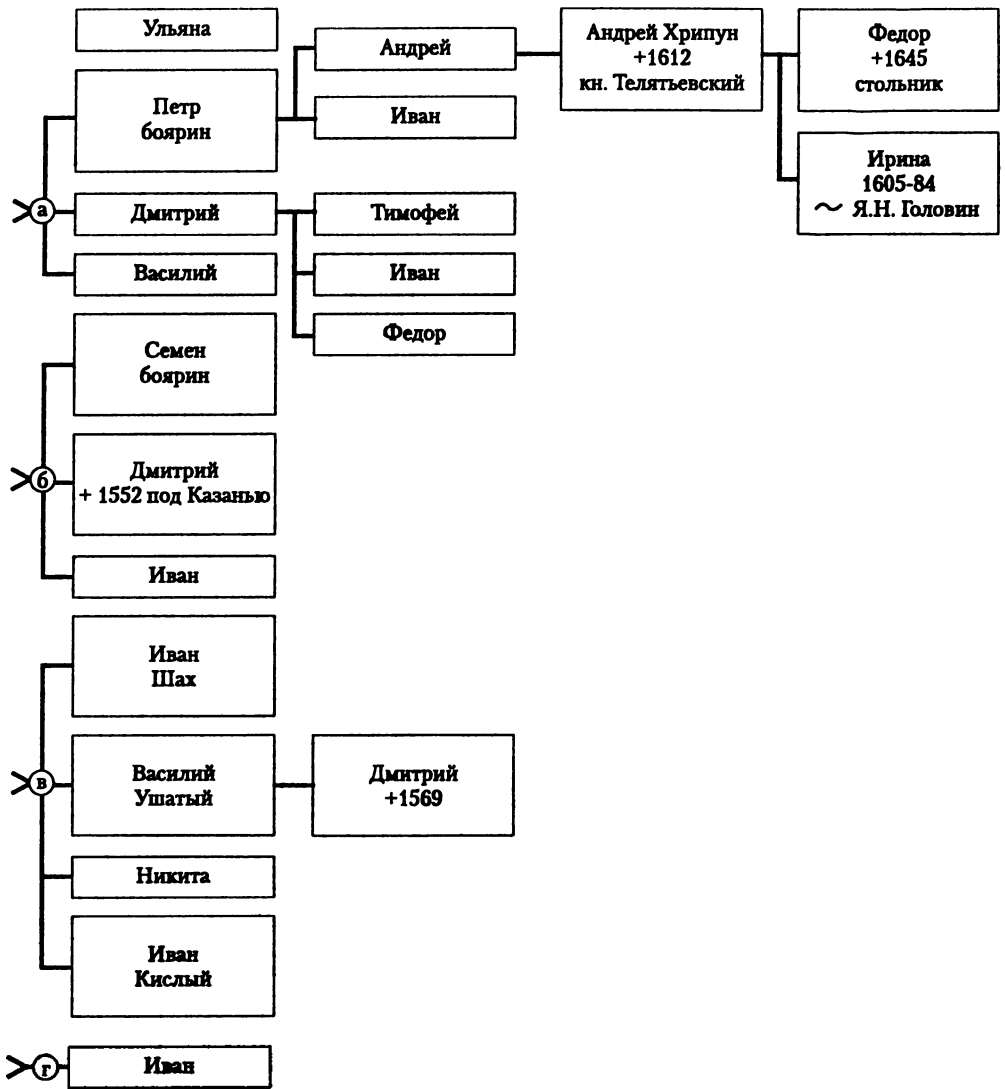 Ульяна
Петр
боярин
Андрей
Иван
Андрей Хрипун
+1612
кн. Телятьевский
Федор
+1645
стольник
Ирина
1605-84
~ Я.Н. Головин
а
Дмитрий
Тимофей
Иван
Федор
Василий
Семен
боярин
б
Дмитрий
+ 1552 под Казанью
Иван
Иван
Шах
в
Василий
Ушатый
Дмитрий
+1569
Никита
Иван
Кислый
г
Иван